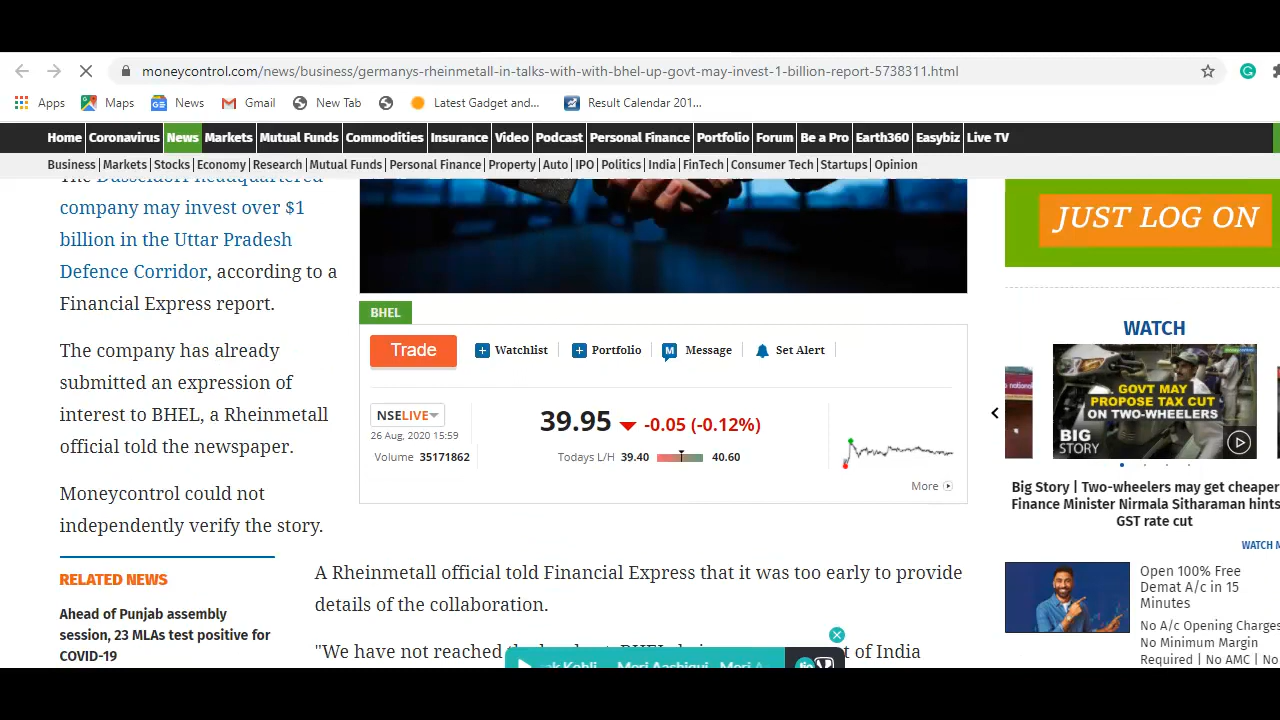 moneycontrol.com/news/business/germanys-rheinmetall-in-talks-with-with-bhel-up-govt-may-invest-1-billion-report-5738311.html
Apps Maps News Gmail New Tab Latest Gadget and... Result Calendar 201...
Home Coronavirus News Markets Mutual Funds Commodities Insurance Video Podcast Personal Finance Portfolio Forum Be a Pro Earth360 Easybiz Live TV
Business | Markets | Stocks | Economy | Research | Mutual Funds | Personal Finance | Property | Auto | IPO | Politics | India | FinTech | Consumer Tech | Startups | Opinion
The Düsseldorf headquartered
company may invest over $1
billion in the Uttar Pradesh
Defence Corridor, according to a
Financial Express report.
The company has already
submitted an expression of
interest to BHEL, a Rheinmetall
official told the newspaper.
Moneycontrol could not
independently verify the story.
RELATED NEWS
Ahead of Punjab assembly
session, 23 MLAs test positive for
COVID-19
BHEL
Trade Watchlist Portfolio M Message Set Alert
NSELIVE
26 Aug, 2020 15:59
Volume 35171862
39.95 -0.05 (-0.12%)
Todays L/H 39.40 40.60
More
A Rheinmetall official told Financial Express that it was too early to provide
details of the collaboration.
"We have not reached t of India
JUST LOG ON
WATCH
GOVT MAY
PROPOSE TAX CUT
ON TWO-WHEELERS
BIG
STORY
Big Story | Two-wheelers may get cheaper
Finance Minister Nirmala Sitharaman hints
GST rate cut
WATCH M
Open 100% Free
Demat A/c in 15
Minutes
No A/c Opening Charges
No Minimum Margin
Required | No AMC | No